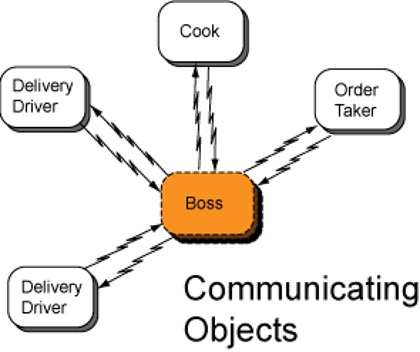 Cook
Delivery
Driver
Order
Taker
Boss
Delivery
Driver
Communicating
Objects